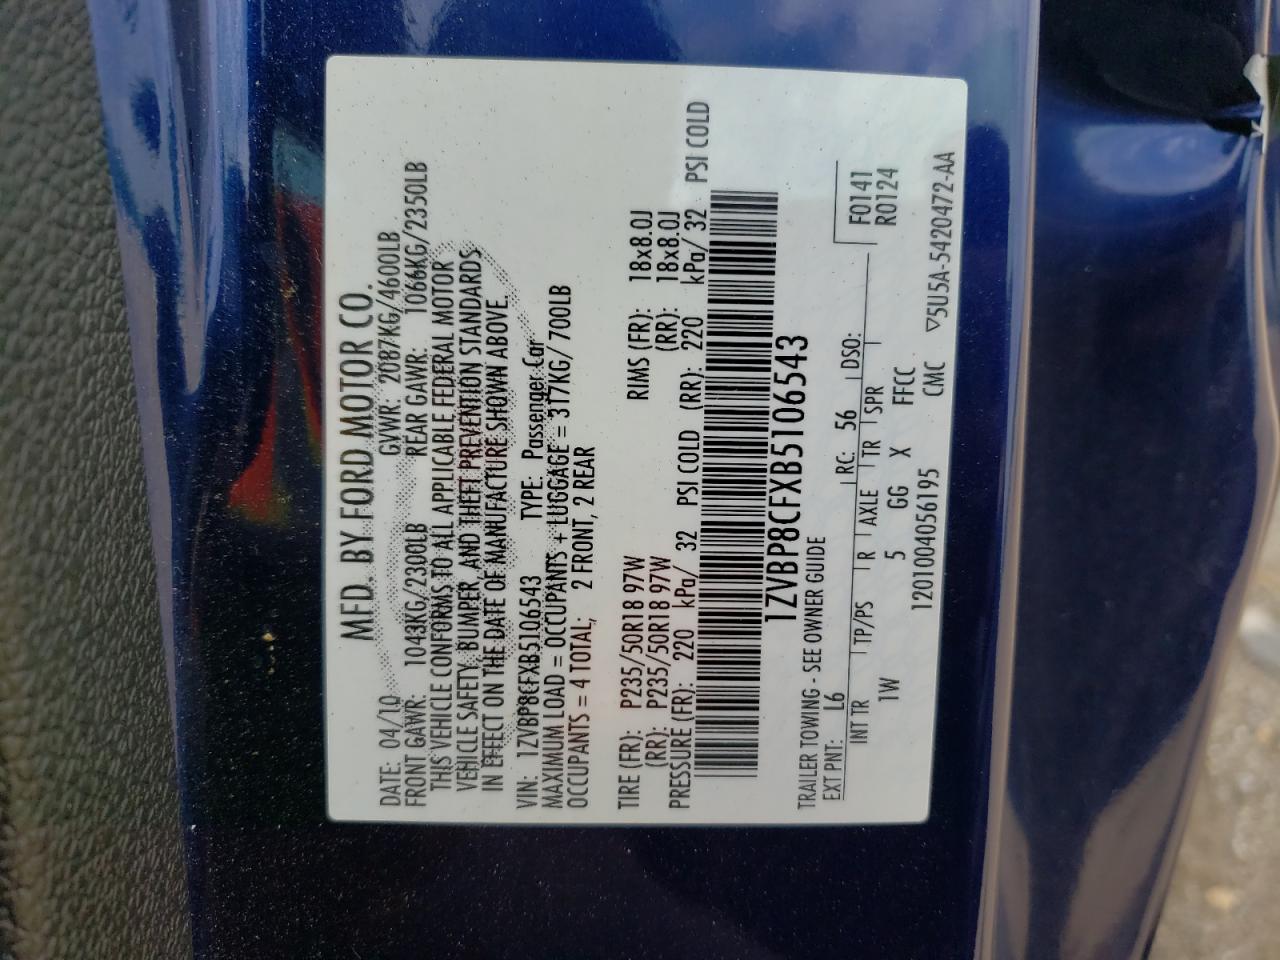 MFD. BY FORD MOTOR CO.
DATE: 04/10 GVWR: 2087KG/4600LB
FRONT GAWR: 1043KG/2300LB REAR GAWR: 1066KG/2350LB
THIS VEHICLE CONFORMS TO ALL APPLICABLE FEDERAL MOTOR
VEHICLE SAFETY, BUMPER, AND THEFT PREVENTION STANDARDS
IN EFFECT ON THE DATE OF MANUFACTURE SHOWN ABOVE.
VIN: 1ZVBP8CFXB5106543 TYPE: Passenger Car
MAXIMUM LOAD = OCCUPANTS + LUGGAGE = 317KG/ 700LB
OCCUPANTS = 4 TOTAL; 2 FRONT, 2 REAR
TIRE (FR): P235/50R18 97W RIMS (FR): 18x8.0J
(RR): P235/50R18 97W (RR): 18x8.0J
PRESSURE (FR): 220 kPa/ 32 PSI COLD (RR): 220 kPa/ 32 PSI COLD
1ZVBP8CFXB5106543
TRAILER TOWING - SEE OWNER GUIDE
EXT PNT: L6 RC: 56 DSO: F0141
INT TR TP/PS R AXLE TR SPR R0124
1W 5 GG X FFCC
1201004056195 CMC ▽5U5A-5420472-AA